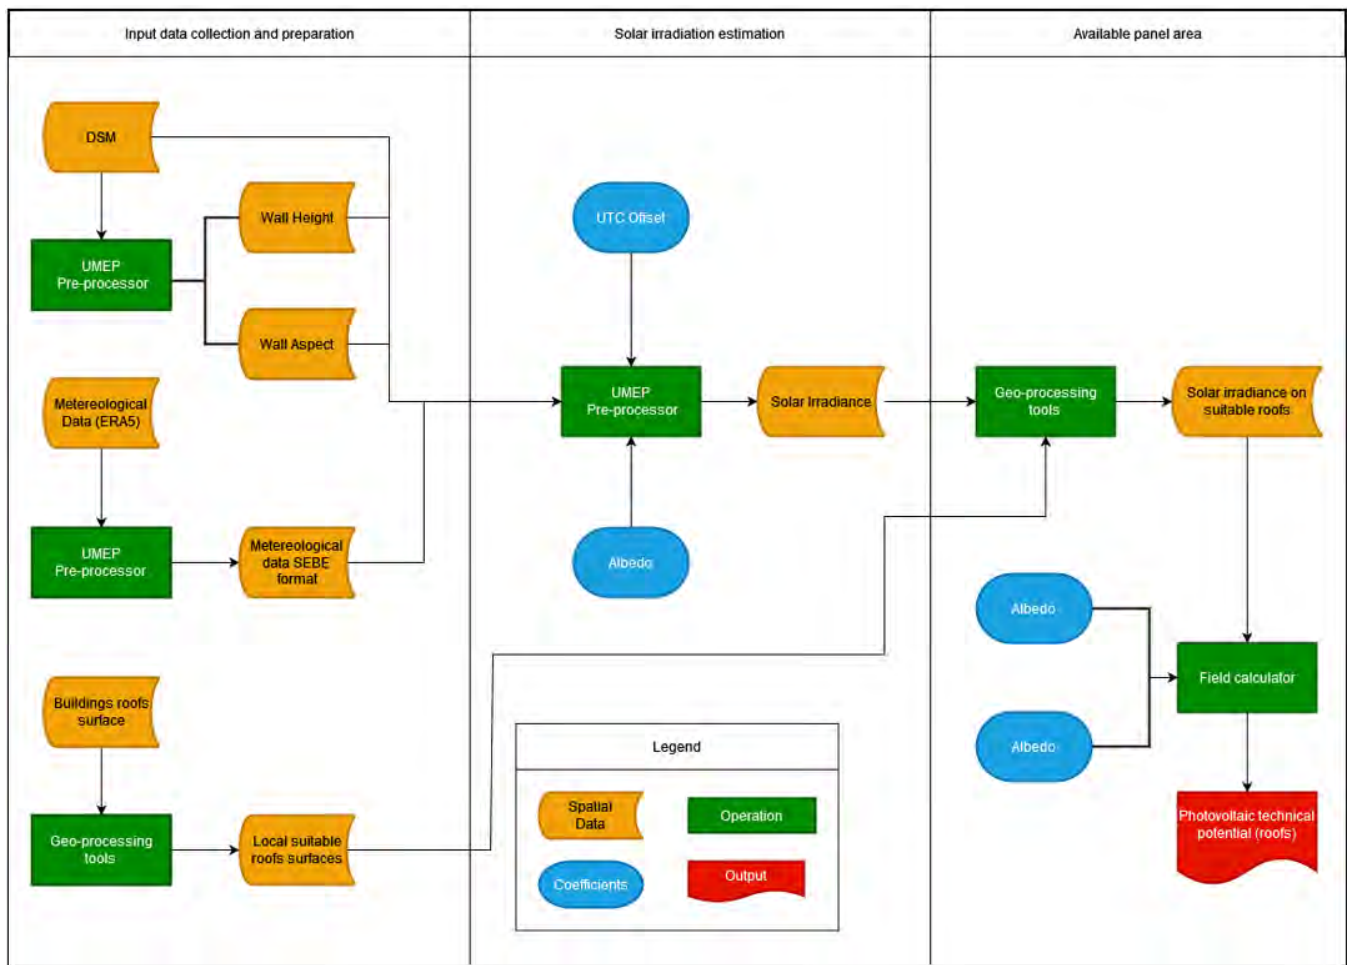 Input data collection and preparation
Solar irradiation estimation
Available panel area
DSM
Wall Height
UMEP
Pre-processor
Wall Aspect
Metereological
Data (ERA5)
UMEP
Pre-processor
Metereological
data SEBE
format
Buildings roofs
surface
Geo-processing
tools
Local suitable
roofs surfaces
UTC Offset
UMEP
Pre-processor
Solar Irradiance
Albedo
Geo-processing
tools
Solar irradiance on
suitable roofs
Albedo
Field calculator
Albedo
Photovollaic technical
potential (roofs)
Legend
Spatial
Data
Operation
Coefficients
Output